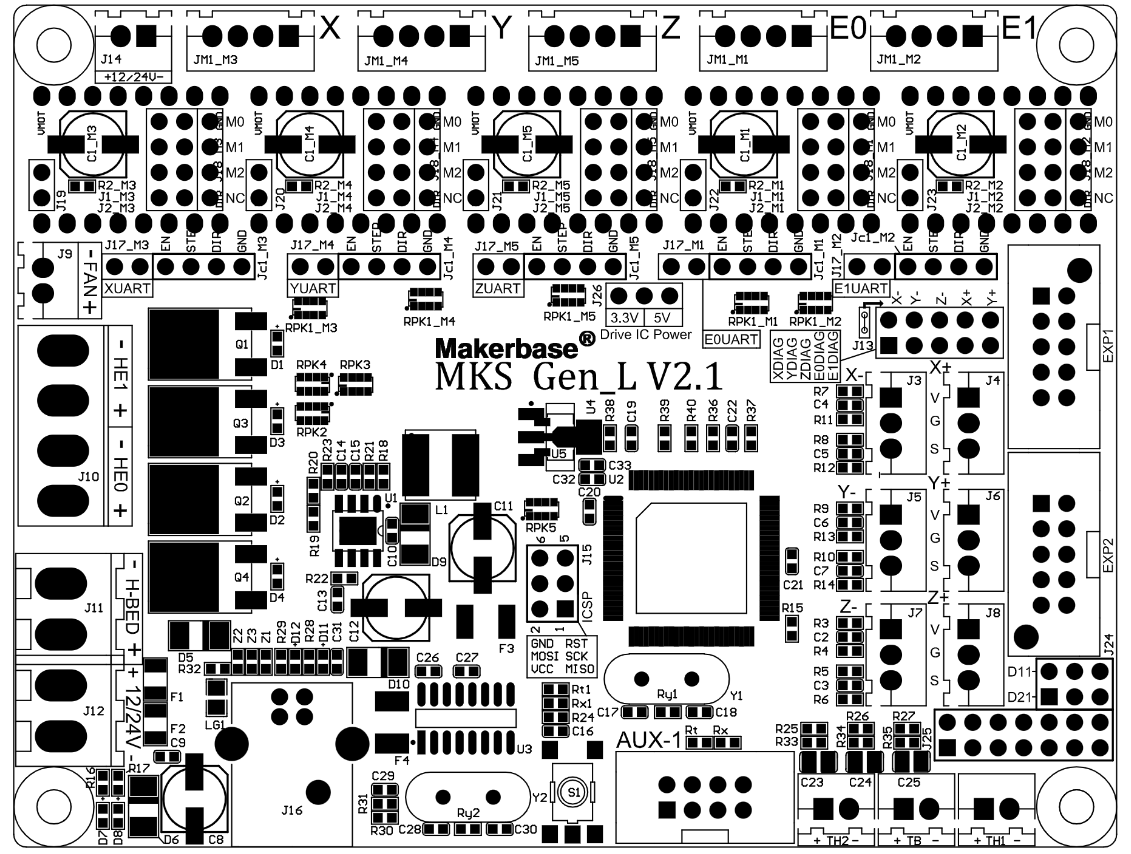 X
Y
Z
E0
E1
J14
JM1_M3
JM1_M4
JM1_M5
JM1_M1
JM1_M2
+12/24V-
VMOT
C1_M3
M0
M1
M2
NC
J19
R2_M3
J1_M3
J2_M3
VMOT
C1_M4
M0
M1
M2
NC
J20
R2_M4
J1_M4
J2_M4
VMOT
C1_M5
M0
M1
M2
NC
J21
R2_M5
J1_M5
J2_M5
VMOT
C1_M1
M0
M1
M2
NC
J22
R2_M1
J1_M1
J2_M1
VMOT
C1_M2
M0
M1
M2
NC
J23
R2_M2
J1_M2
J2_M2
J17_M3 EN STEP DIR GND Jc1_M3
J17_M4 EN STEP DIR GND Jc1_M4
J17_M5 EN STEP DIR GND Jc1_M5
J17_M1 EN STEP DIR GND Jc1_M1
Jc1_M2 J17_M2 EN STEP DIR GND
J9
- FAN +
XUART
YUART
ZUART
E0UART
E1UART
RPK1_M3
RPK1_M4
RPK1_M5
RPK1_M1
RPK1_M2
J26
3.3V 5V
Drive IC Power
XDIAG
YDIAG
ZDIAG
E0DIAG
E1DIAG
J13
X- Y- Z- X+ Y+
EXP1
Makerbase®
MKS Gen_L V2.1
- HE1 +
- HE0 +
J10
Q1
D1
Q3
D3
Q2
D2
Q4
D4
RPK4 RPK3
RPK2
R20 R23 C14 C15 R21 R18
R19
U1
C10
L1
D9
C11
R22
C13
C12
U4
U5
R38 C19 R39 R40 R36 C22 R37
C33
C32 U2
C20
RPK5
6 5
J15
ICSP
2 1
GND RST
MOSI SCK
VCC MISO
C21
R15
X- J3 X+ J4
R7
C4
R11
R8
C5
R12
V
G
S
Y- J5 Y+ J6
R9
C6
R13
R10
C7
R14
V
G
S
Z- J7 Z+ J8
R3
C2
R4
R5
C3
R6
V
G
S
EXP2
J24
D11-
D21-
J11
- H-BED +
J12
+ 12/24V -
D5
R32
Z2 Z3 Z1 R29 D12 R28 D11 C31
D10
F1
F2
LG1
C9
F3
C26 C27
U3
F4
Rt1
Rx1
R24
C16
Ry1
Y1
C17
C18
Rt Rx
AUX-1
R25
R33
R26
R34
R27
R35
J25
C23 C24 C25
R16
R17
D7 D8
D6 C8
J16
C29
R31
R30
C28
Ry2
C30
Y2
S1
+ TH2 -
+ TB -
+ TH1 -